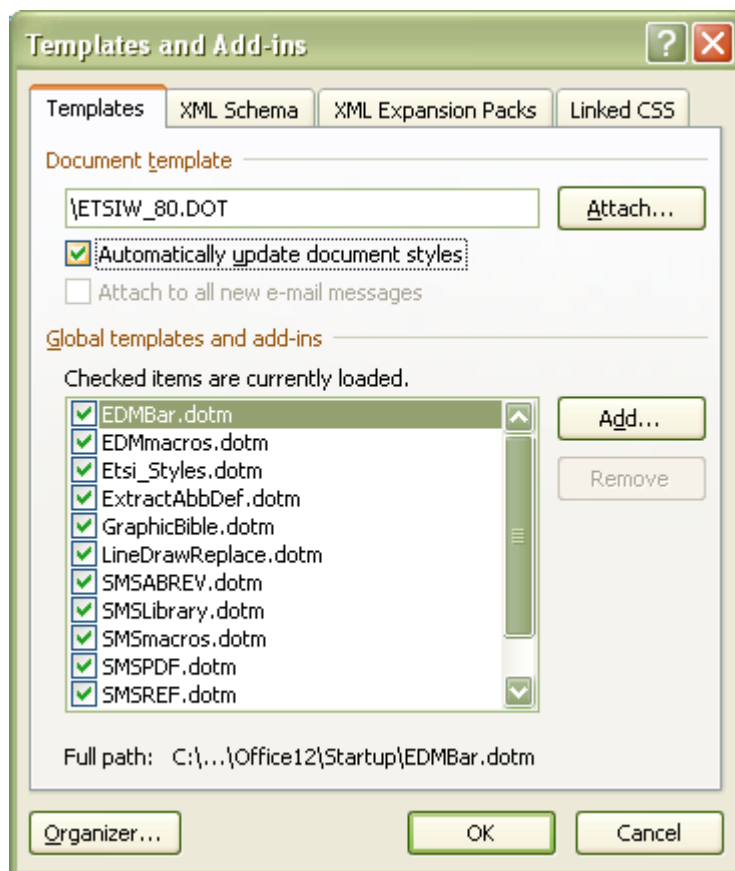 Templates and Add-ins
Templates XML Schema XML Expansion Packs Linked CSS
Document template
\ETSIW_80.DOT Attach...
Automatically update document styles
Attach to all new e-mail messages
Global templates and add-ins
Checked items are currently loaded.
EDMBar.dotm Add...
EDMmacros.dotm
Etsi_Styles.dotm Remove
ExtractAbbDef.dotm
GraphicBible.dotm
LineDrawReplace.dotm
SMSABREV.dotm
SMSLibrary.dotm
SMSmacros.dotm
SMSPDF.dotm
SMSREF.dotm
Full path: C:\...\Office12\Startup\EDMBar.dotm
Organizer... OK Cancel